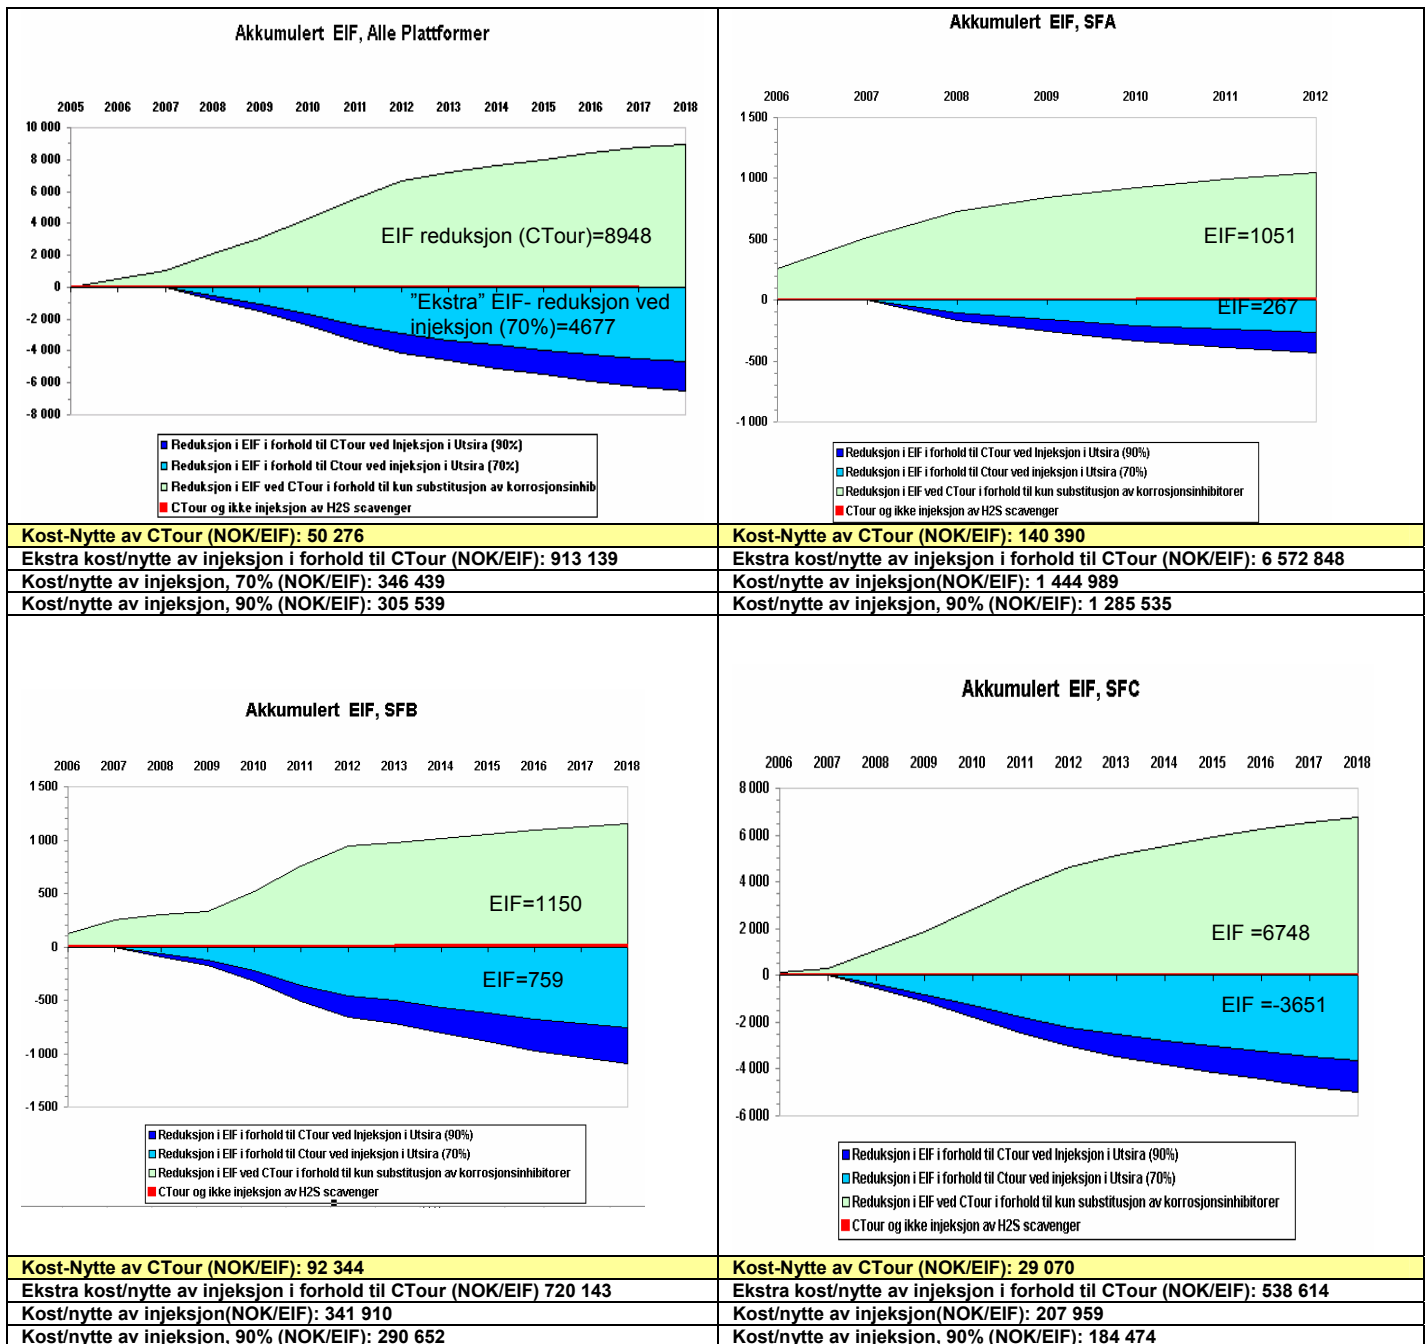 Akkumulert EIF, Alle Plattformer
2005 2006 2007 2008 2009 2010 2011 2012 2013 2014 2015 2016 2017 2018
10 000
8 000
6 000
4 000
2 000
0
-2 000
-4 000
-6 000
-8 000
EIF reduksjon (CTour)=8948
"Ekstra" EIF- reduksjon ved
injeksjon (70%)=4677
Reduksjon i EIF i forhold til CTour ved Injeksjon i Utsira (90%)
Reduksjon i EIF i forhold til Ctour ved injeksjon i Utsira (70%)
Reduksjon i EIF ved CTour i forhold til kun substitusjon av korrosjonsinhib
CTour og ikke injeksjon av H2S scavenger
Kost-Nytte av CTour (NOK/EIF): 50 276
Ekstra kost/nytte av injeksjon i forhold til CTour (NOK/EIF): 913 139
Kost/nytte av injeksjon, 70% (NOK/EIF): 346 439
Kost/nytte av injeksjon, 90% (NOK/EIF): 305 539
Akkumulert EIF, SFA
2006 2007 2008 2009 2010 2011 2012
1 500
1 000
500
0
-500
-1 000
EIF=1051
EIF=267
Reduksjon i EIF i forhold til CTour ved Injeksjon i Utsira (90%)
Reduksjon i EIF i forhold til Ctour ved injeksjon i Utsira (70%)
Reduksjon i EIF ved CTour i forhold til kun substitusjon av korrosjonsinhibitorer
CTour og ikke injeksjon av H2S scavenger
Kost-Nytte av CTour (NOK/EIF): 140 390
Ekstra kost/nytte av injeksjon i forhold til CTour (NOK/EIF): 6 572 848
Kost/nytte av injeksjon(NOK/EIF): 1 444 989
Kost/nytte av injeksjon, 90% (NOK/EIF): 1 285 535
Akkumulert EIF, SFB
2006 2007 2008 2009 2010 2011 2012 2013 2014 2015 2016 2017 2018
1 500
1 000
500
0
-500
-1 000
-1 500
EIF=1150
EIF=759
Reduksjon i EIF i forhold til CTour ved Injeksjon i Utsira (90%)
Reduksjon i EIF i forhold til Ctour ved injeksjon i Utsira (70%)
Reduksjon i EIF ved CTour i forhold til kun substitusjon av korrosjonsinhibitorer
CTour og ikke injeksjon av H2S scavenger
Kost-Nytte av CTour (NOK/EIF): 92 344
Ekstra kost/nytte av injeksjon i forhold til CTour (NOK/EIF) 720 143
Kost/nytte av injeksjon(NOK/EIF): 341 910
Kost/nytte av injeksjon, 90% (NOK/EIF): 290 652
Akkumulert EIF, SFC
2006 2007 2008 2009 2010 2011 2012 2013 2014 2015 2016 2017 2018
8 000
6 000
4 000
2 000
0
-2 000
-4 000
-6 000
EIF =6748
EIF =-3651
Reduksjon i EIF i forhold til CTour ved Injeksjon i Utsira (90%)
Reduksjon i EIF i forhold til Ctour ved injeksjon i Utsira (70%)
Reduksjon i EIF ved CTour i forhold til kun substitusjon av korrosjonsinhibitorer
CTour og ikke injeksjon av H2S scavenger
Kost-Nytte av CTour (NOK/EIF): 29 070
Ekstra kost/nytte av injeksjon i forhold til CTour (NOK/EIF): 538 614
Kost/nytte av injeksjon(NOK/EIF): 207 959
Kost/nytte av injeksjon, 90% (NOK/EIF): 184 474